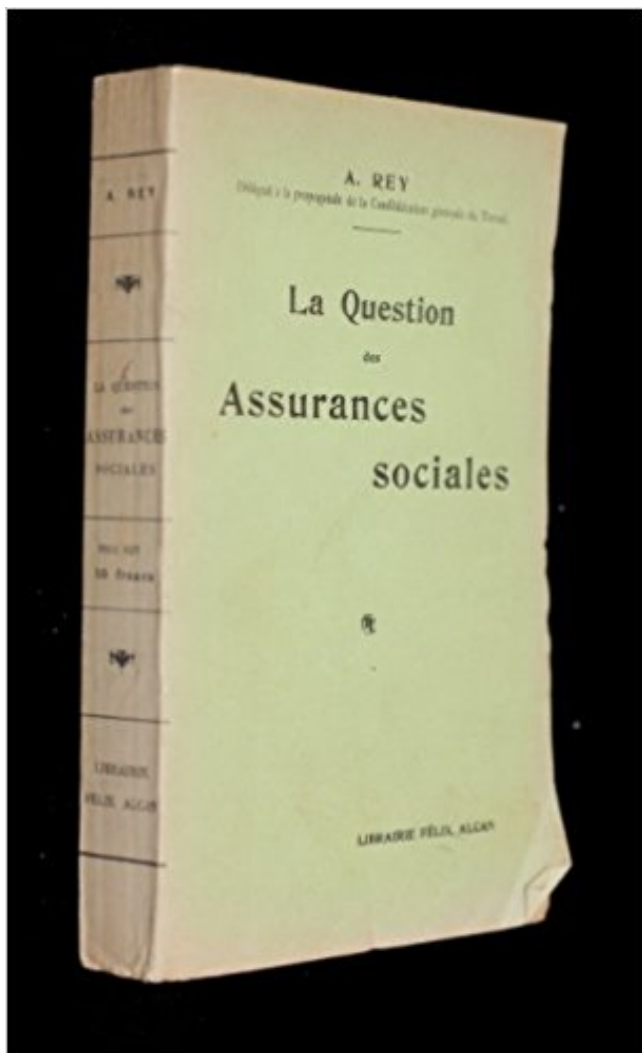 A. REY
Délégué à la propagande de la Confédération générale du Travail
La Question
des
Assurances
sociales
LIBRAIRIE FÉLIX ALCAN
A. REY
LA QUESTION
des
ASSURANCES
SOCIALES
francs
LIBRAIRIE
FÉLIX ALCAN